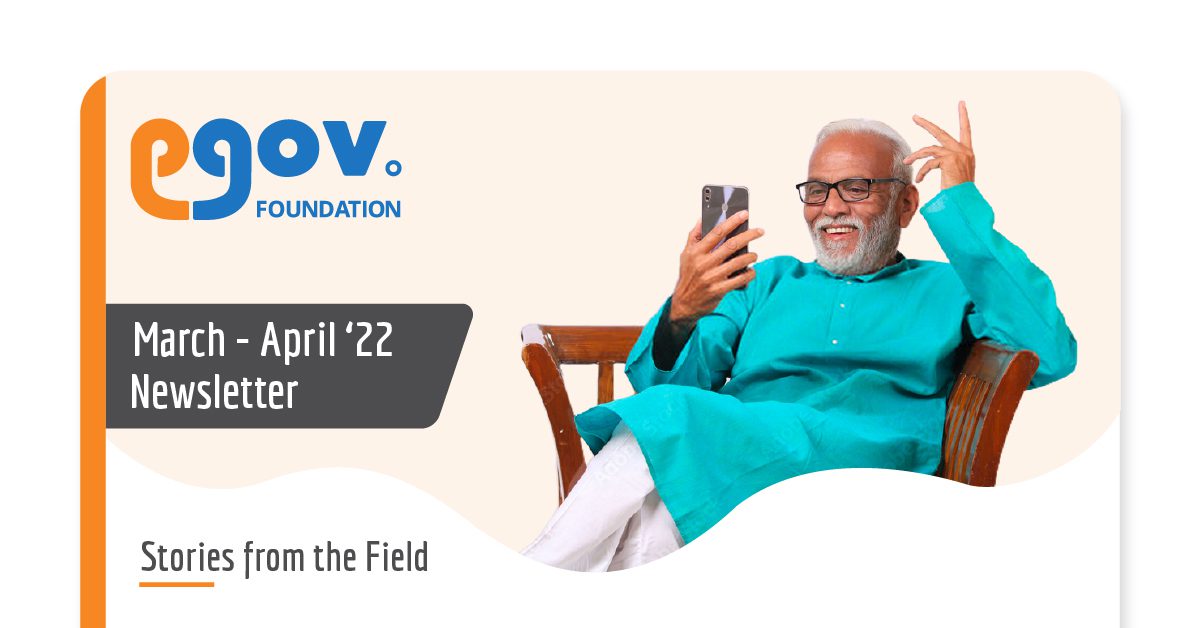 egov.
FOUNDATION
March - April ‘22
Newsletter
Stories from the Field